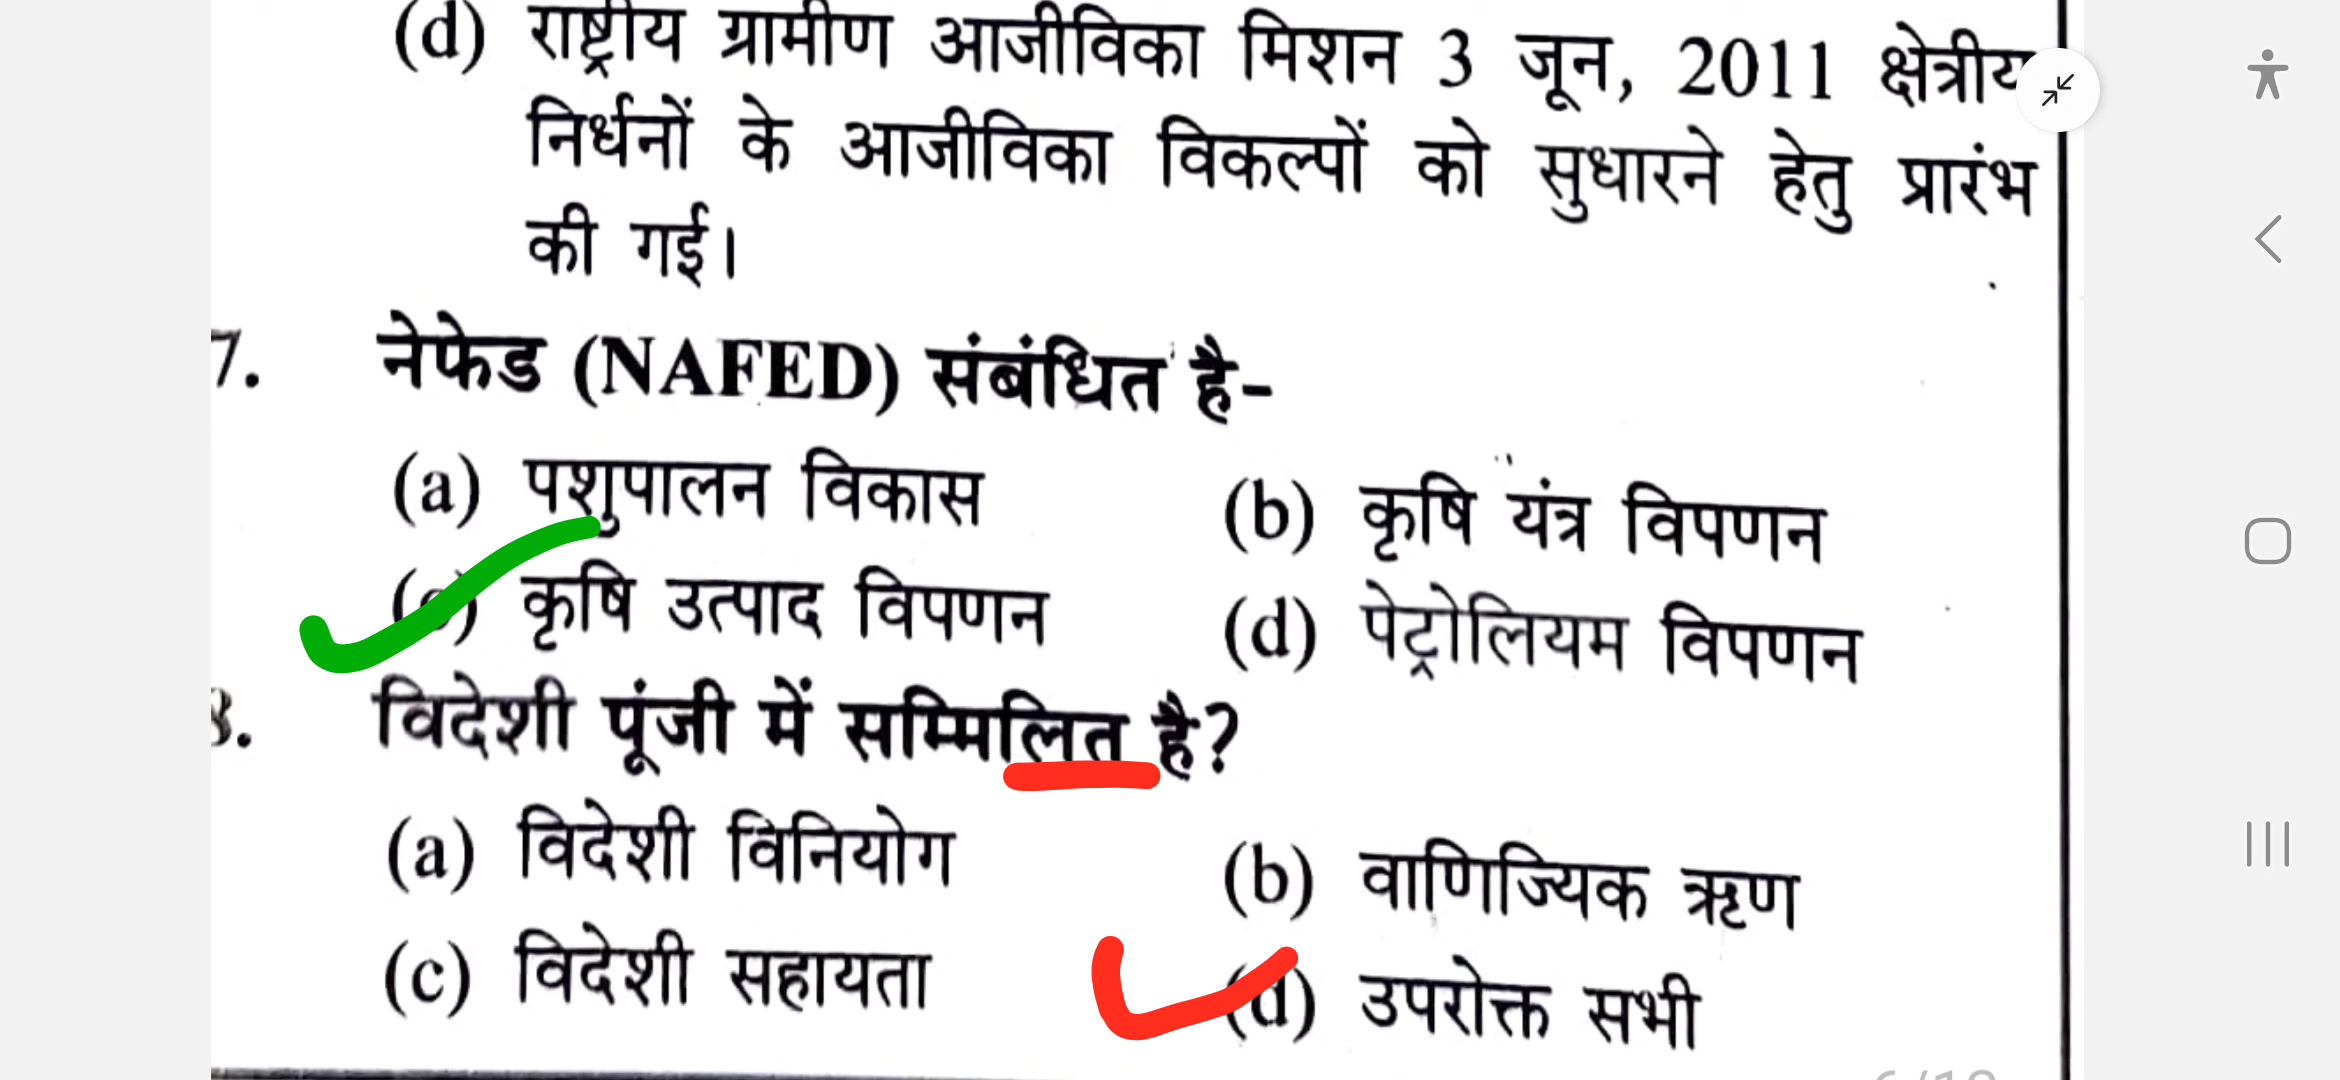 (d) राष्ट्रीय ग्रामीण आजीविका मिशन 3 जून, 2011 क्षेत्रीय
निर्धनों के आजीविका विकल्पों को सुधारने हेतु प्रारंभ
की गई।
7. नेफेड (NAFED) संबंधित है-
(a) पशुपालन विकास (b) कृषि यंत्र विपणन
(c) कृषि उत्पाद विपणन (d) पेट्रोलियम विपणन
8. विदेशी पूंजी में सम्मिलित है?
(a) विदेशी विनियोग (b) वाणिज्यिक ऋण
(c) विदेशी सहायता (d) उपरोक्त सभी